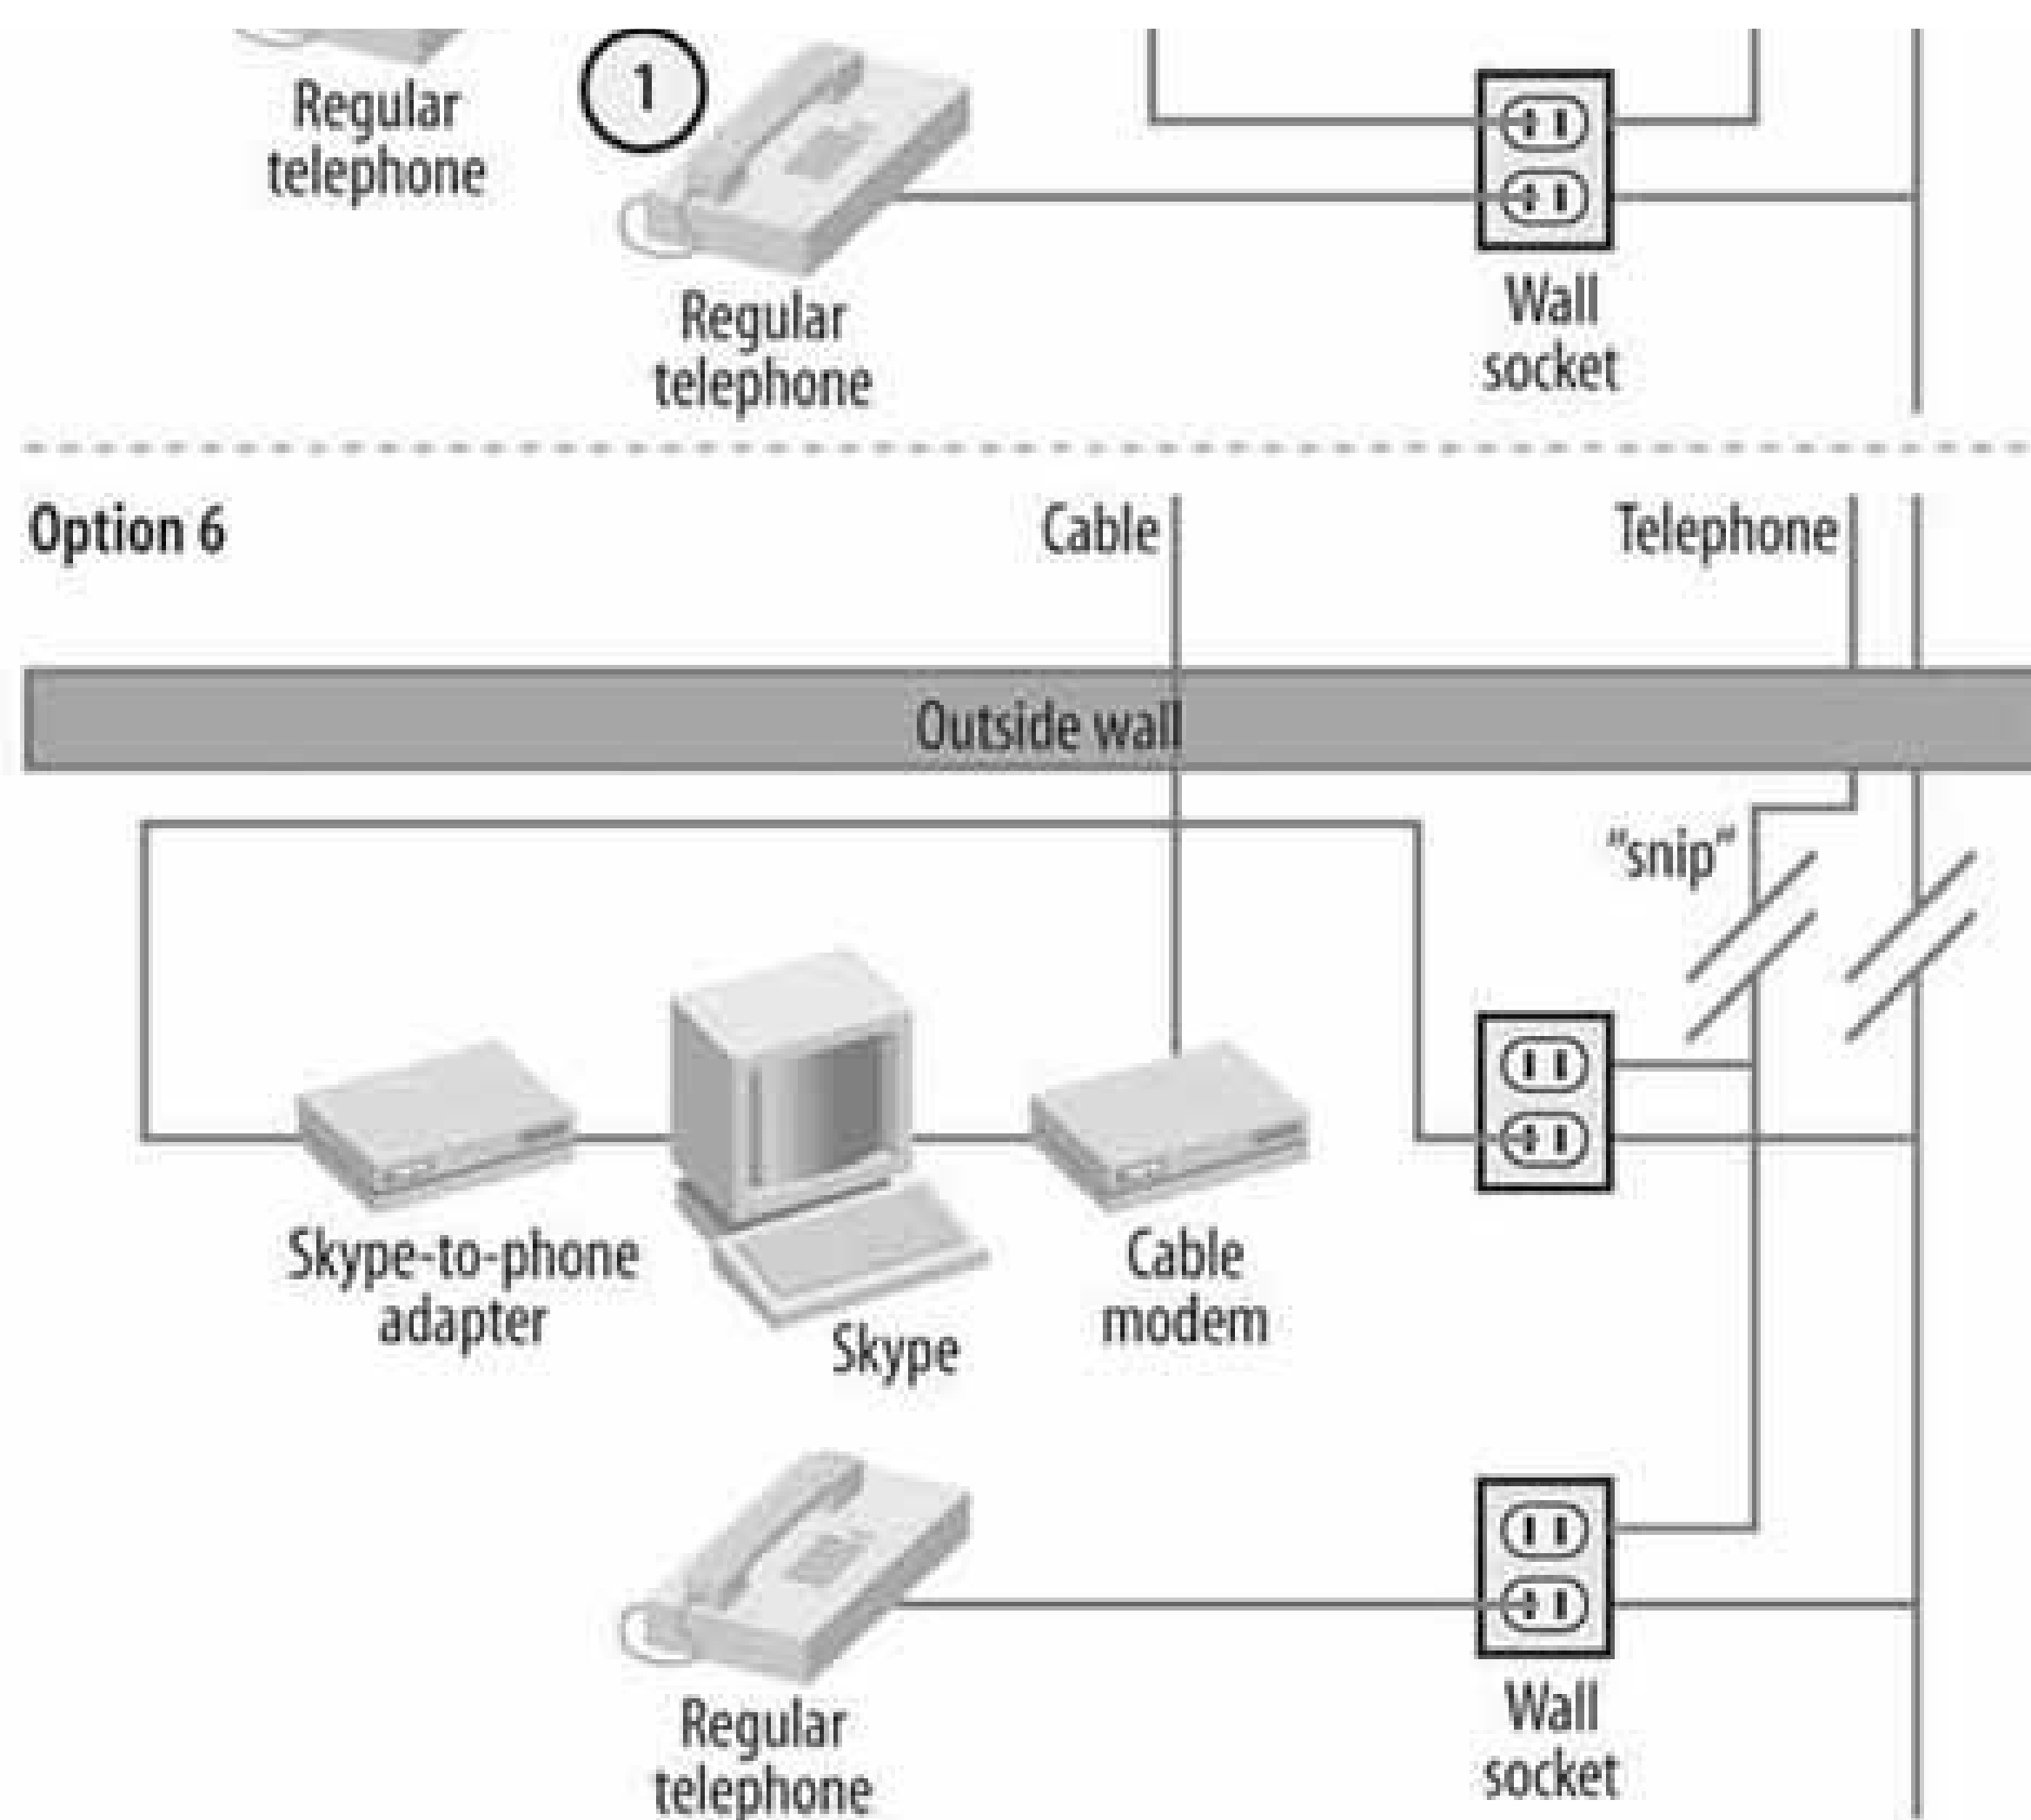 Regular
telephone
1
Regular
telephone
Wall
socket
Option 6
Cable
Telephone
Outside wall
“snip”
Skype-to-phone
adapter
Skype
Cable
modem
Regular
telephone
Wall
socket